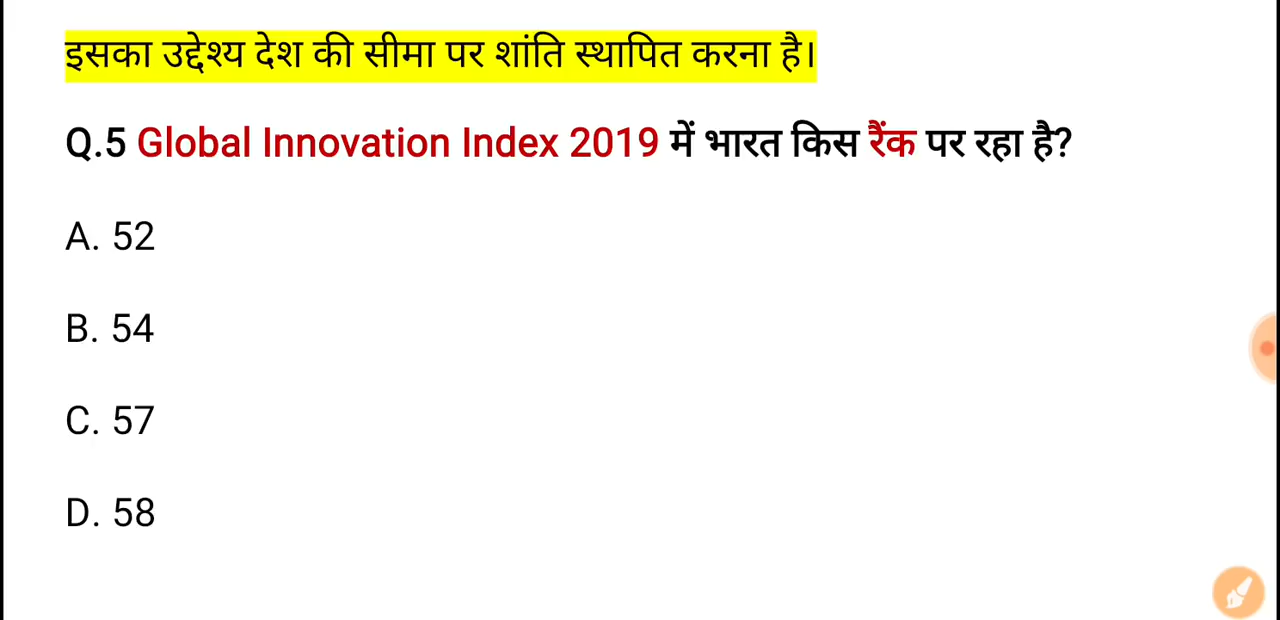 इसका उद्देश्य देश की सीमा पर शांति स्थापित करना है।
Q.5 Global Innovation Index 2019 में भारत किस रैंक पर रहा है?
A. 52
B. 54
C. 57
D. 58